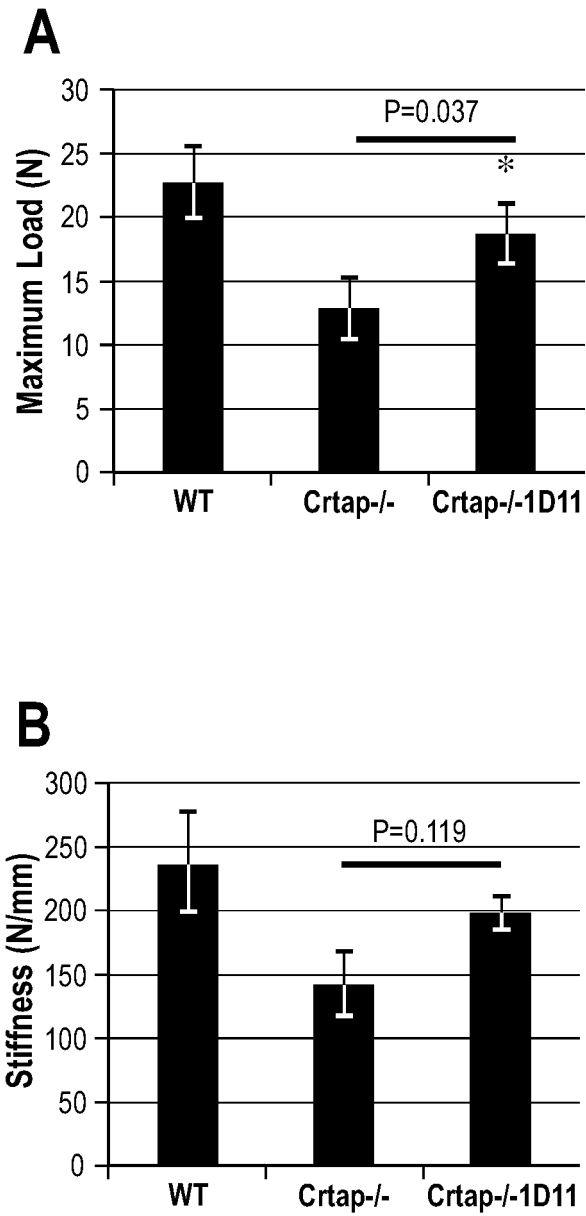 A
Maximum Load (N)
30
25
20
15
10
5
0
P=0.037
*
WT
Crtap-/-
Crtap-/-1D11
B
Stiffness (N/mm)
300
250
200
150
100
50
0
P=0.119
WT
Crtap-/-
Crtap-/-1D11